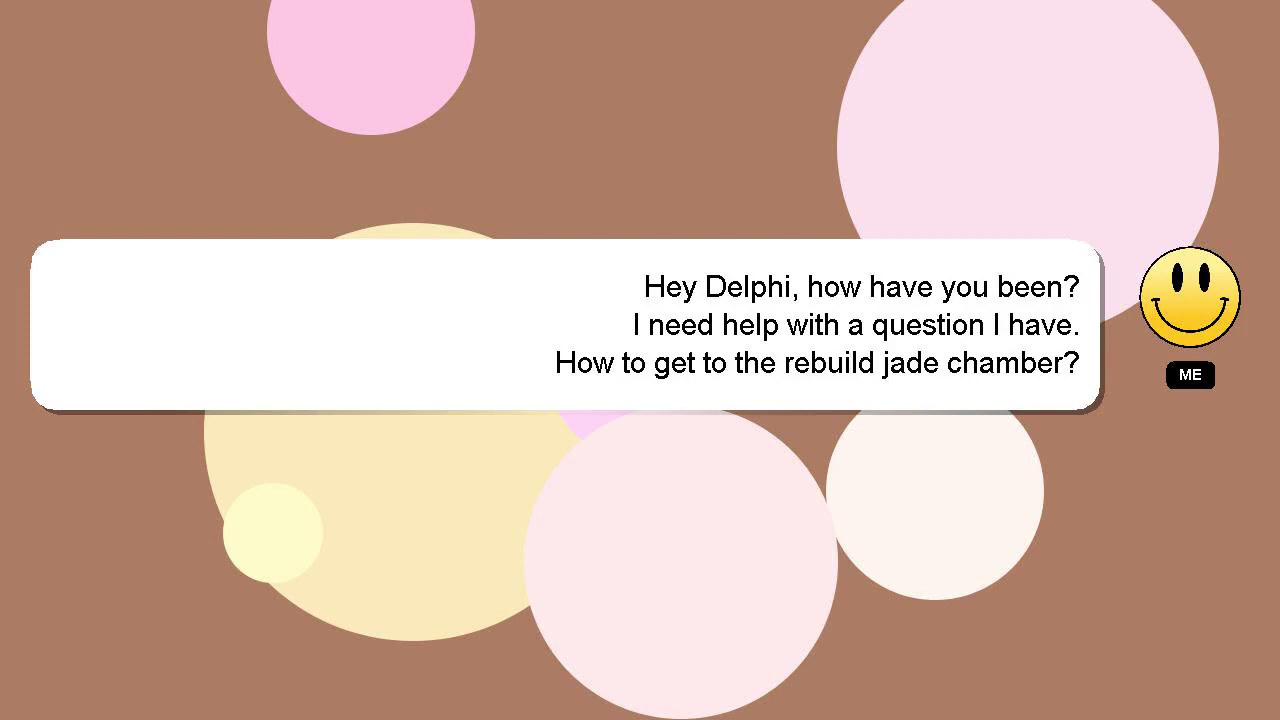 Hey Delphi, how have you been?
I need help with a question I have.
How to get to the rebuild jade chamber?
ME